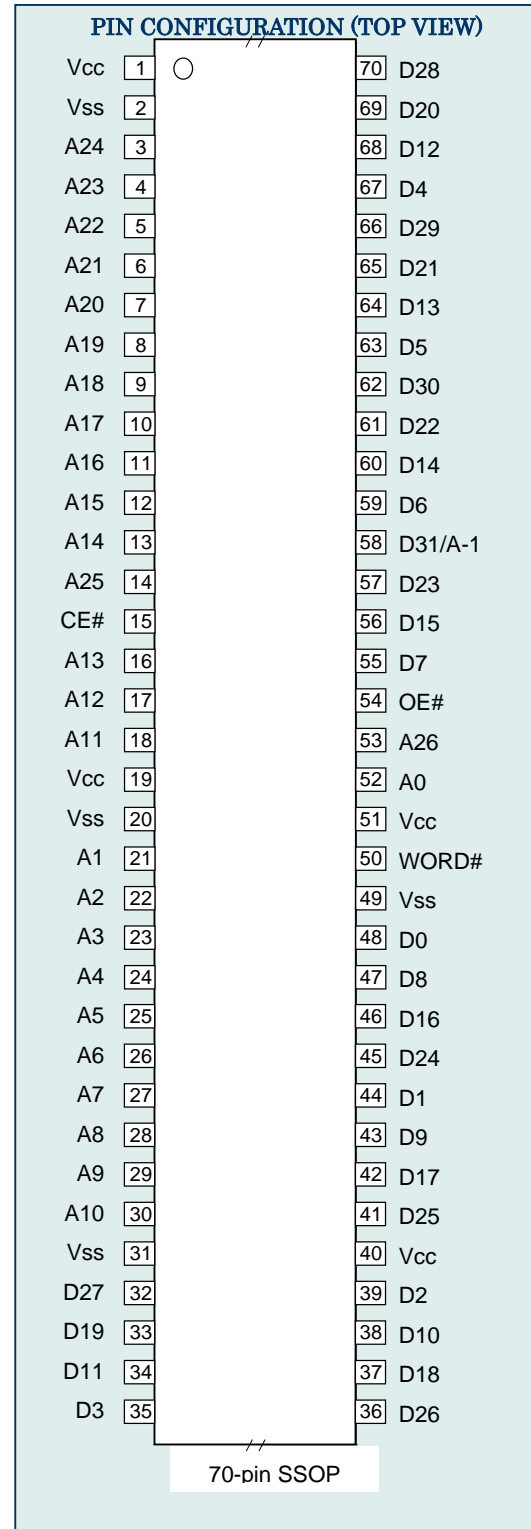 PIN CONFIGURATION (TOP VIEW)
Vcc 1 70 D28
Vss 2 69 D20
A24 3 68 D12
A23 4 67 D4
A22 5 66 D29
A21 6 65 D21
A20 7 64 D13
A19 8 63 D5
A18 9 62 D30
A17 10 61 D22
A16 11 60 D14
A15 12 59 D6
A14 13 58 D31/A-1
A25 14 57 D23
CE# 15 56 D15
A13 16 55 D7
A12 17 54 OE#
A11 18 53 A26
Vcc 19 52 A0
Vss 20 51 Vcc
A1 21 50 WORD#
A2 22 49 Vss
A3 23 48 D0
A4 24 47 D8
A5 25 46 D16
A6 26 45 D24
A7 27 44 D1
A8 28 43 D9
A9 29 42 D17
A10 30 41 D25
Vss 31 40 Vcc
D27 32 39 D2
D19 33 38 D10
D11 34 37 D18
D3 35 36 D26
70-pin SSOP